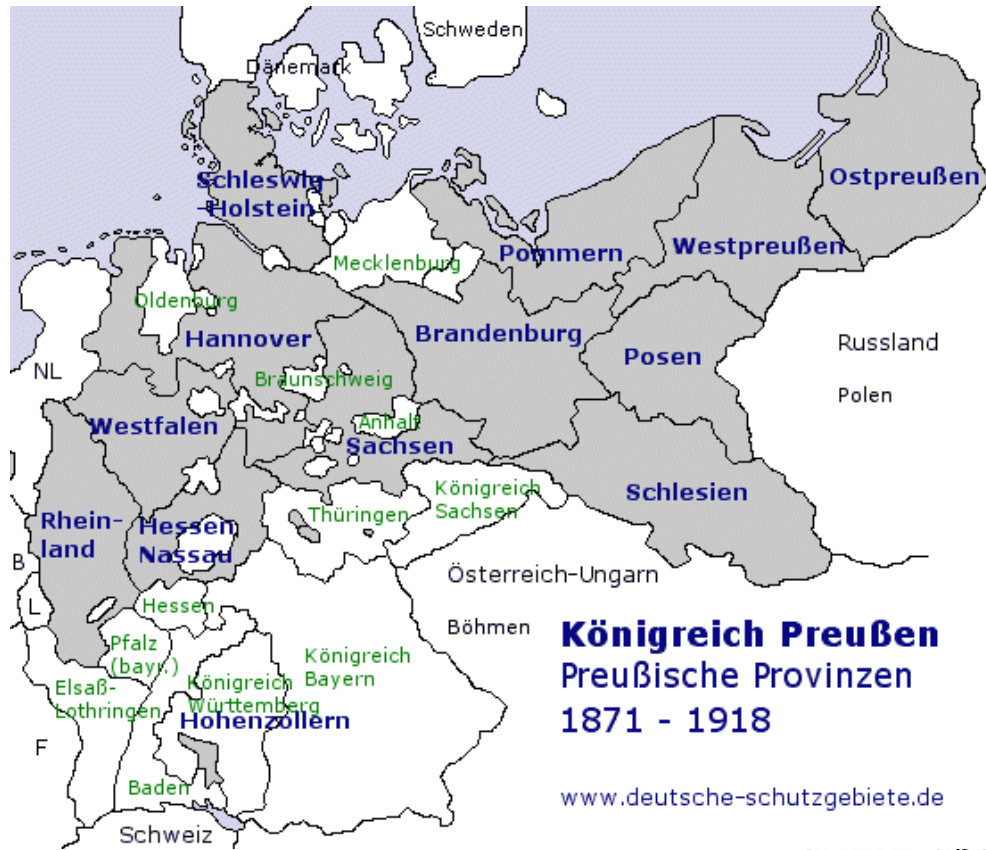 Schweden
Dänemark
Schleswig
-Holstein
Ostpreußen
Westpreußen
Pommern
Mecklenburg
Oldenburg
Hannover
Brandenburg
Posen
Russland
Polen
NL
Braunschweig
Westfalen
Anhalt
Sachsen
Königreich
Sachsen
Schlesien
Thüringen
Rhein-
land
Hessen
Nassau
B
L
Österreich-Ungarn
Böhmen
Hessen
Pfalz
(bayr.)
Königreich
Bayern
Elsaß-
Lothringen
Königreich
Württemberg
Hohenzollern
F
Baden
Schweiz
Königreich Preußen
Preußische Provinzen
1871 - 1918
www.deutsche-schutzgebiete.de